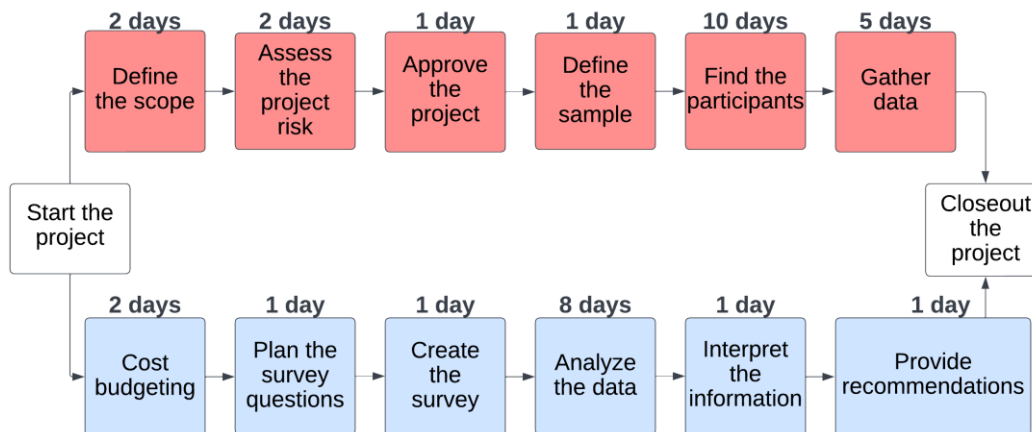 2 days
2 days
1 day
1 day
10 days
5 days
Define
the scope
Assess
the
project
risk
Approve
the
project
Define
the
sample
Find the
participants
Gather
data
Start the
project
Closeout
the
project
2 days
1 day
1 day
8 days
1 day
1 day
Cost
budgeting
Plan the
survey
questions
Create
the
survey
Analyze
the data
Interpret
the
information
Provide
recommendations